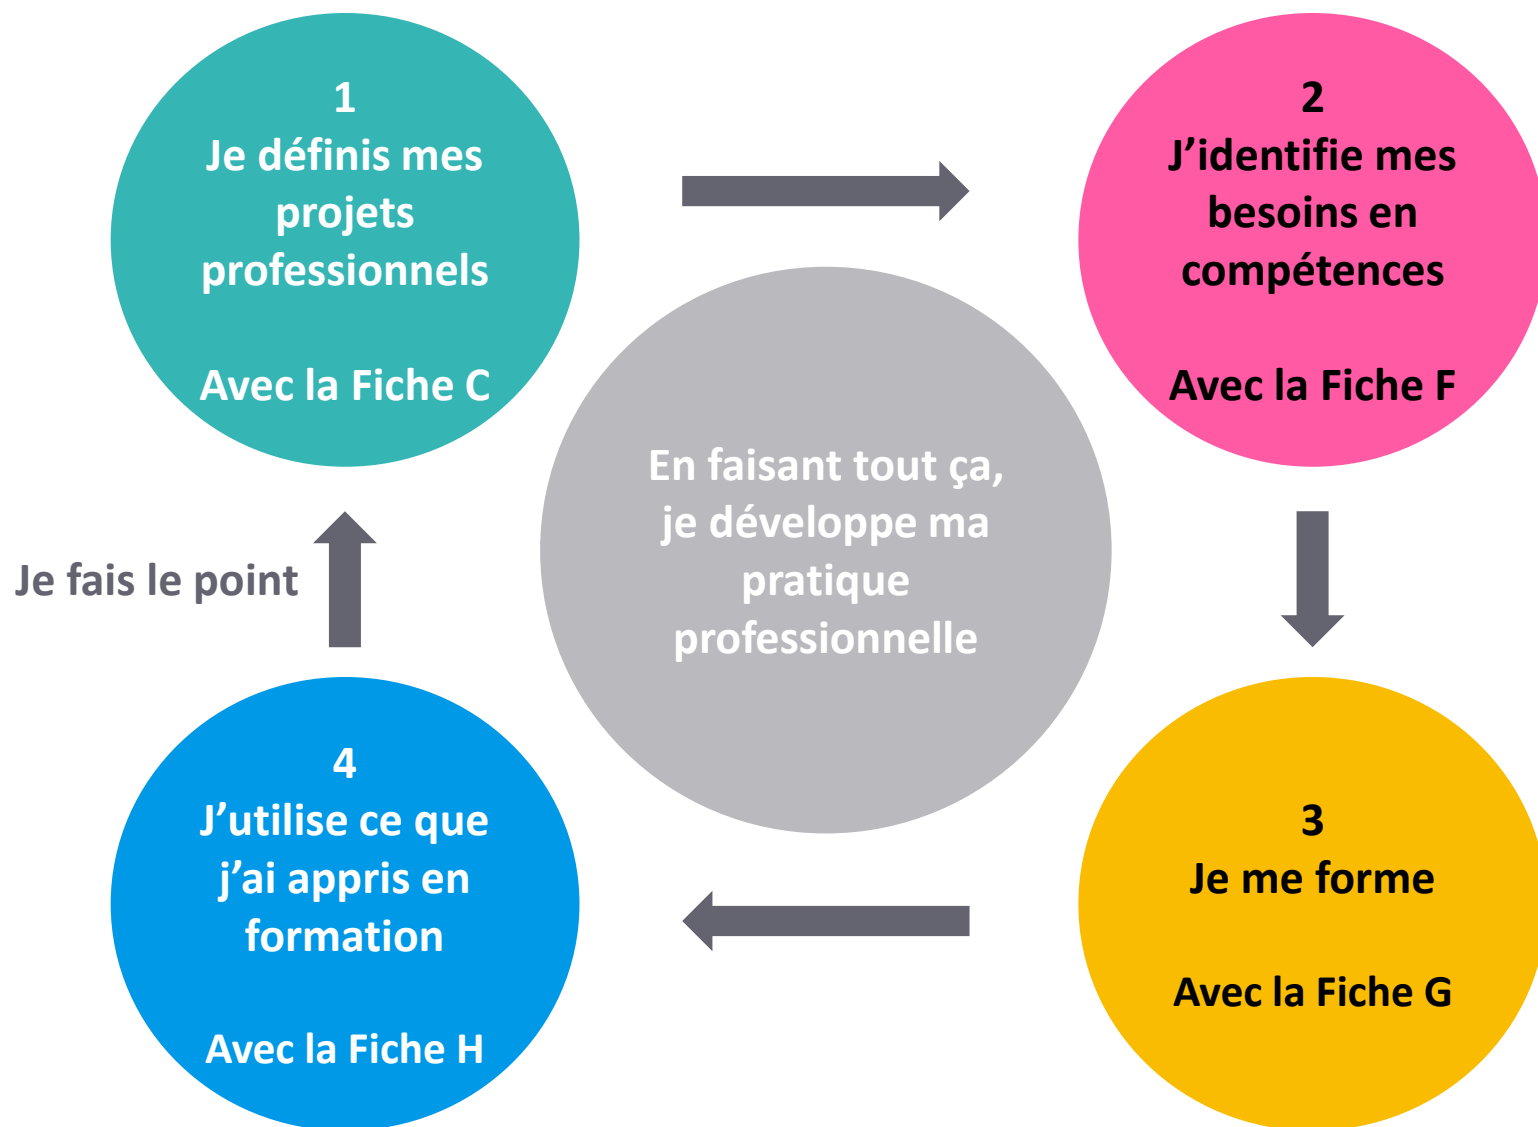 1
Je définis mes
projets
professionnels
Avec la Fiche C
2
J’identifie mes
besoins en
compétences
Avec la Fiche F
En faisant tout ça,
je développe ma
pratique
professionnelle
Je fais le point
4
J’utilise ce que
j’ai appris en
formation
Avec la Fiche H
3
Je me forme
Avec la Fiche G